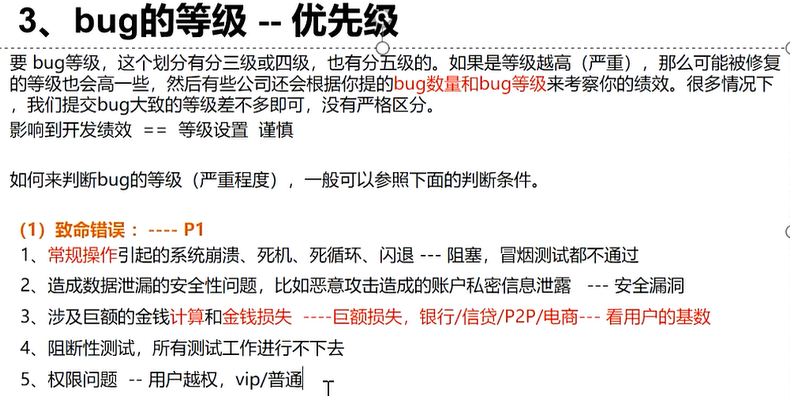 3、bug的等级 -- 优先级
要 bug等级，这个划分有分三级或四级，也有分五级的。如果是等级越高（严重），那么可能被修复
的等级也会高一些，然后有些公司还会根据你提的bug数量和bug等级来考察你的绩效。很多情况下
，我们提交bug大致的等级差不多即可，没有严格区分。
影响到开发绩效 == 等级设置 谨慎
如何来判断bug的等级（严重程度），一般可以参照下面的判断条件。
（1）致命错误：---- P1
1、常规操作引起的系统崩溃、死机、死循环、闪退 --- 阻塞，冒烟测试都不通过
2、造成数据泄漏的安全性问题，比如恶意攻击造成的账户私密信息泄露 --- 安全漏洞
3、涉及巨额的金钱计算和金钱损失 ----巨额损失，银行/信贷/P2P/电商--- 看用户的基数
4、阻断性测试，所有测试工作进行不下去
5、权限问题 -- 用户越权，vip/普通